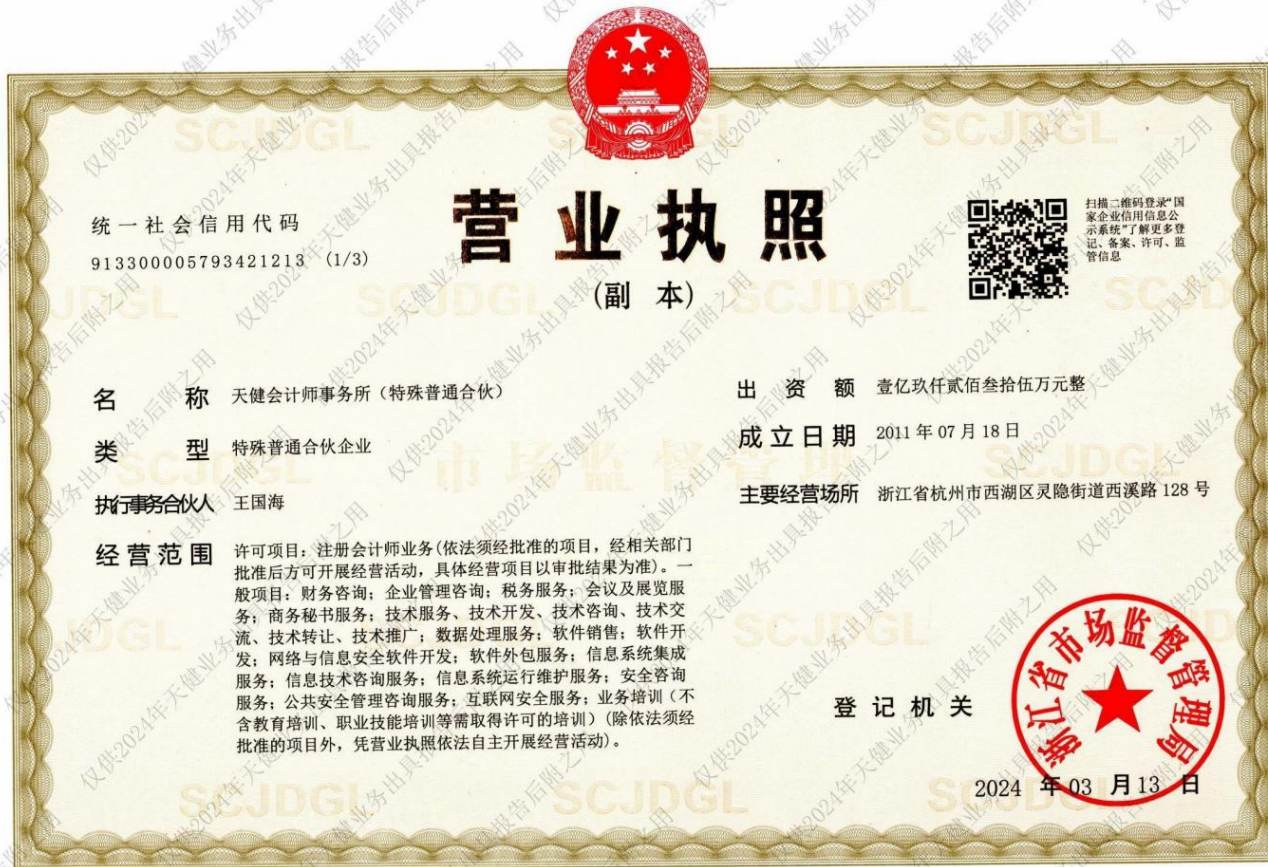 营业执照
(副 本)
统一社会信用代码
913300005793421213 (1/3)
扫描二维码登录“国
家企业信用信息公
示系统”了解更多登
记、备案、许可、监
管信息
名 称 天健会计师事务所（特殊普通合伙）
类 型 特殊普通合伙企业
执行事务合伙人 王国海
经营范围 许可项目：注册会计师业务(依法须经批准的项目，经相关部门
批准后方可开展经营活动，具体经营项目以审批结果为准)。一
般项目：财务咨询；企业管理咨询；税务服务；会议及展览服
务；商务秘书服务；技术服务、技术开发、技术咨询、技术交
流、技术转让、技术推广；数据处理服务；软件销售；软件开
发；网络与信息安全软件开发；软件外包服务；信息系统集成
服务；信息技术咨询服务；信息系统运行维护服务；安全咨询
服务；公共安全管理咨询服务；互联网安全服务；业务培训（不
含教育培训、职业技能培训等需取得许可的培训）(除依法须经
批准的项目外，凭营业执照依法自主开展经营活动)。
出 资 额 壹亿玖仟贰佰叁拾伍万元整
成立日期 2011 年 07 月 18 日
主要经营场所 浙江省杭州市西湖区灵隐街道西溪路 128 号
登记机关
浙江省市场监督管理局
2024 年 03 月 13 日
SCJDGL
市场监督管理
仅供2024年天健业务出具报告后附之用